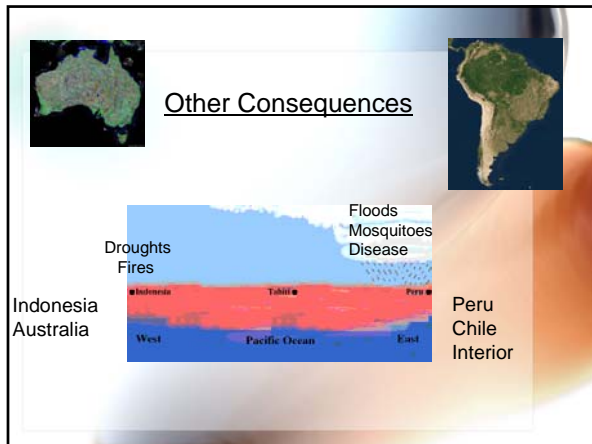 Other Consequences
Floods
Mosquitoes
Disease
Droughts
Fires
Indonesia
Tahiti
Peru
Indonesia
Australia
Peru
Chile
Interior
West
Pacific Ocean
East